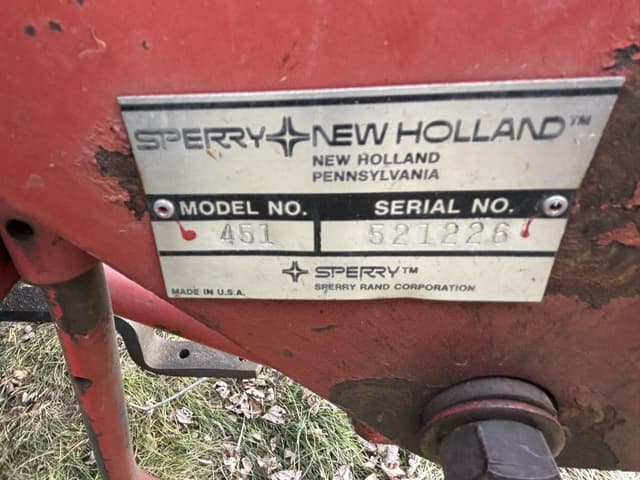 SPERRY NEW HOLLAND™
NEW HOLLAND
PENNSYLVANIA
MODEL NO. SERIAL NO.
451 521226
SPERRY™
MADE IN U.S.A. SPERRY RAND CORPORATION